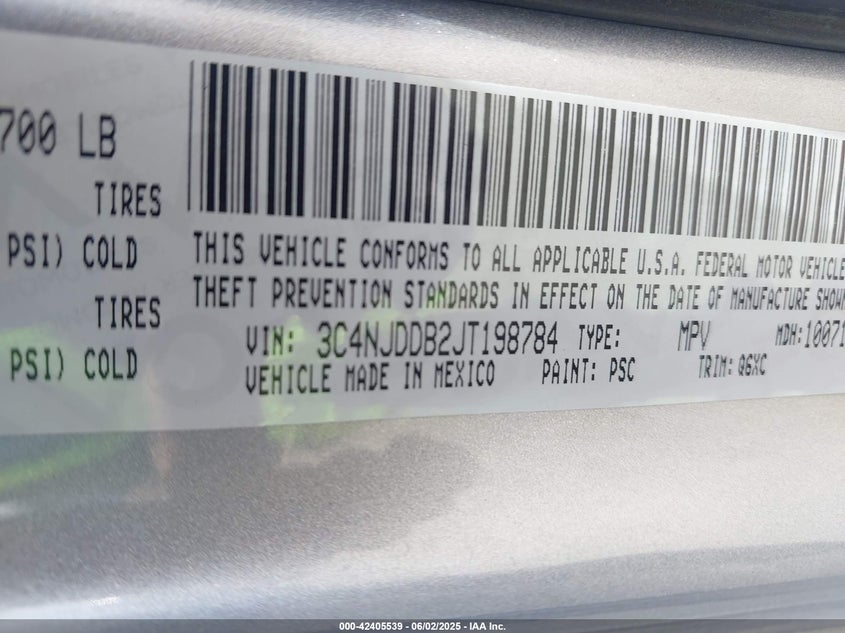 700 LB
TIRES
PSI) COLD
TIRES
PSI) COLD
THIS VEHICLE CONFORMS TO ALL APPLICABLE U.S.A. FEDERAL MOTOR VEHICLE
THEFT PREVENTION STANDARDS IN EFFECT ON THE DATE OF MANUFACTURE SHOWN
VIN: 3C4NJDDB2JT198784 TYPE: MPV MDH: 10071
VEHICLE MADE IN MEXICO PAINT: PSC TRIM: Q6XC
000-42405539 - 06/02/2025 - IAA Inc.